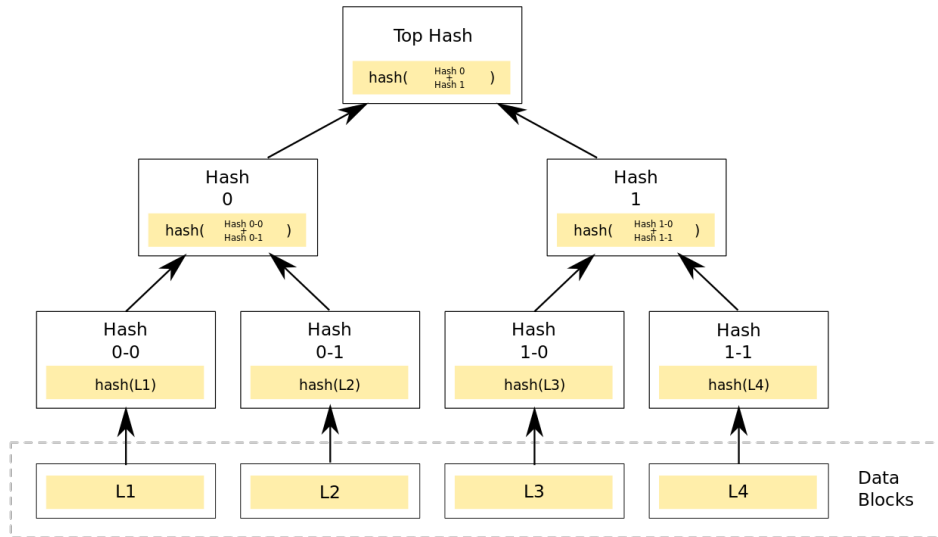 Top Hash
hash( Hash 0 + Hash 1 )
Hash
0
hash( Hash 0-0 + Hash 0-1 )
Hash
1
hash( Hash 1-0 + Hash 1-1 )
Hash
0-0
hash(L1)
Hash
0-1
hash(L2)
Hash
1-0
hash(L3)
Hash
1-1
hash(L4)
L1
L2
L3
L4
Data
Blocks